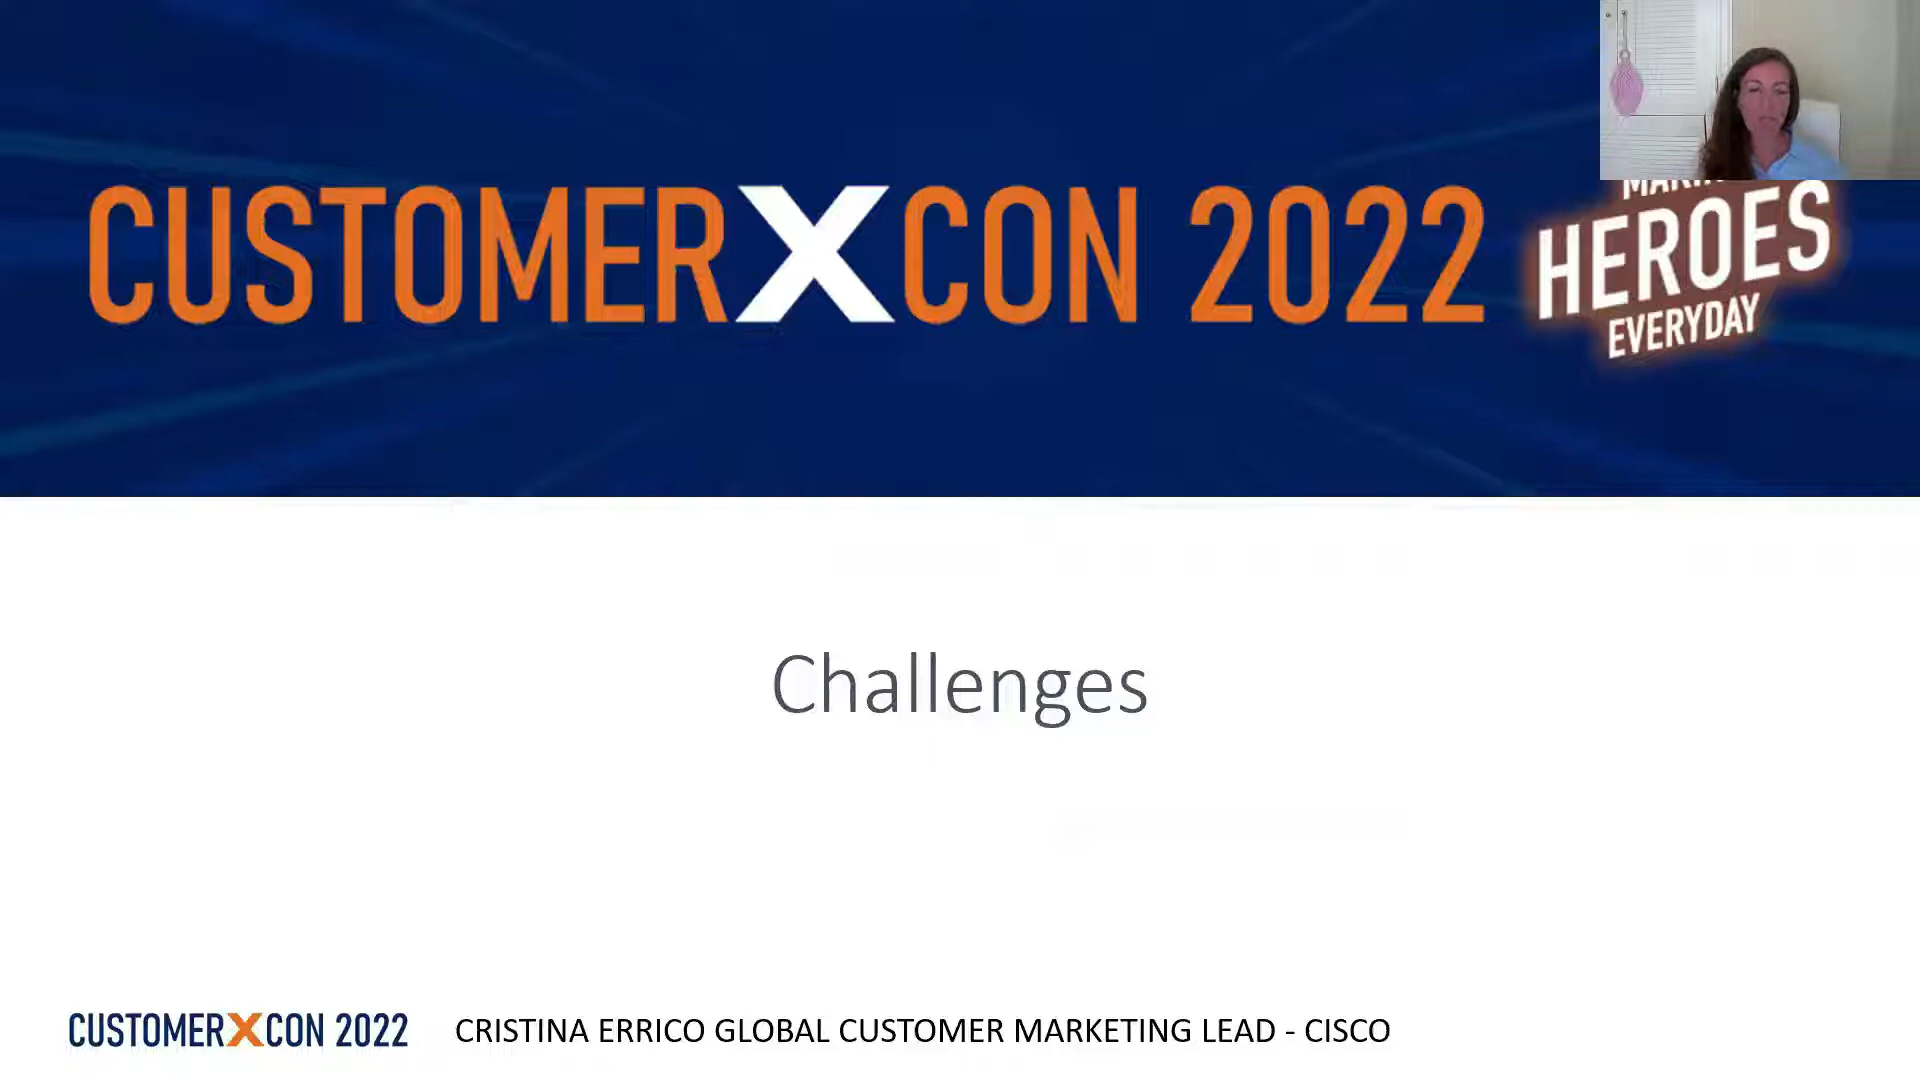 CUSTOMERXCON 2022
HEROES
EVERYDAY
Challenges
CUSTOMERXCON 2022
CRISTINA ERRICO GLOBAL CUSTOMER MARKETING LEAD - CISCO